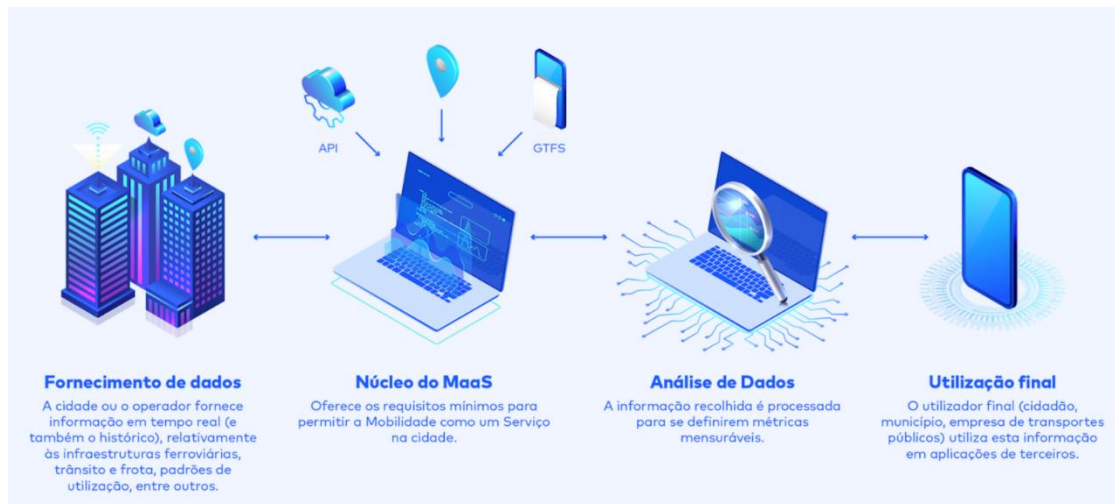 API
GTFS
Fornecimento de dados
A cidade ou o operador fornece
informação em tempo real (e
também o histórico), relativamente
às infraestruturas ferroviárias,
trânsito e frota, padrões de
utilização, entre outros.
Núcleo do MaaS
Oferece os requisitos mínimos para
permitir a Mobilidade como um Serviço
na cidade.
Análise de Dados
A informação recolhida é processada
para se definirem métricas
mensuráveis.
Utilização final
O utilizador final (cidadão,
município, empresa de transportes
públicos) utiliza esta informação
em aplicações de terceiros.